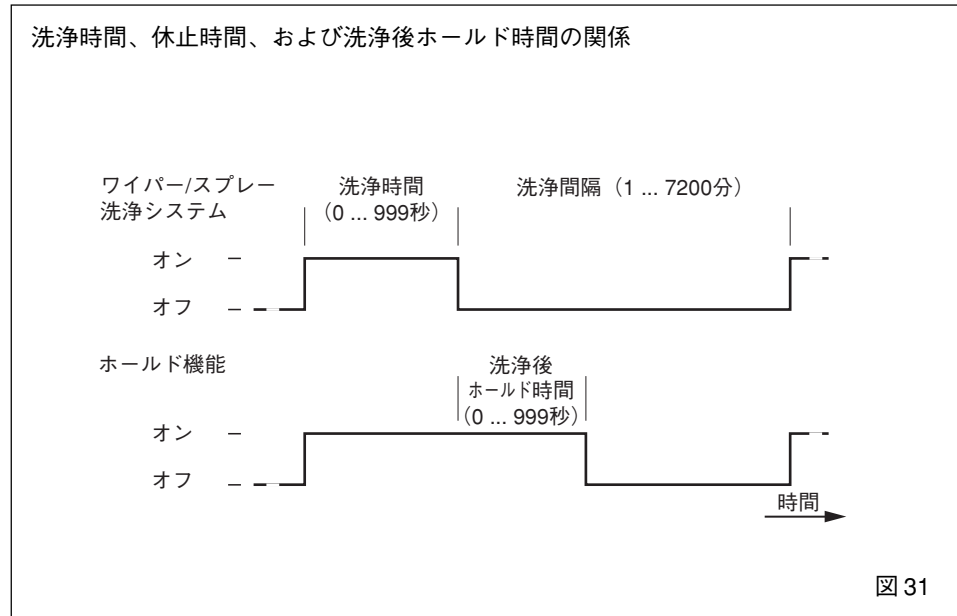 洗浄時間、休止時間、および洗浄後ホールド時間の関係
ワイパー/スプレー
洗浄システム
洗浄時間
（0 ... 999秒）
洗浄間隔（1 ... 7200分）
オン
オフ
ホールド機能
洗浄後
ホールド時間
（0 ... 999秒）
オン
オフ
時間
図 31